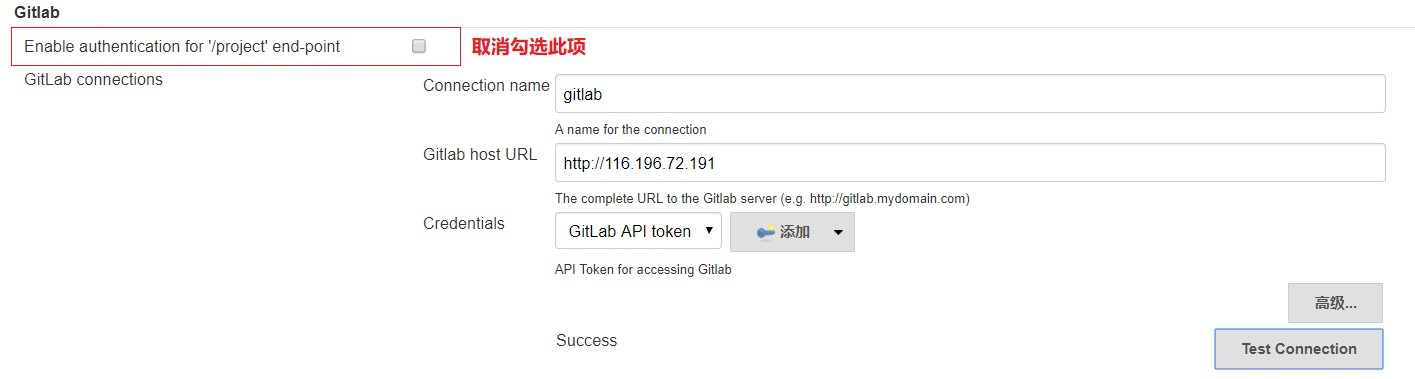 Gitlab
Enable authentication for '/project' end-point 取消勾选此项
GitLab connections
Connection name gitlab
A name for the connection
Gitlab host URL http://116.196.72.191
The complete URL to the Gitlab server (e.g. http://gitlab.mydomain.com)
Credentials GitLab API token 添加
API Token for accessing Gitlab
高级...
Success Test Connection